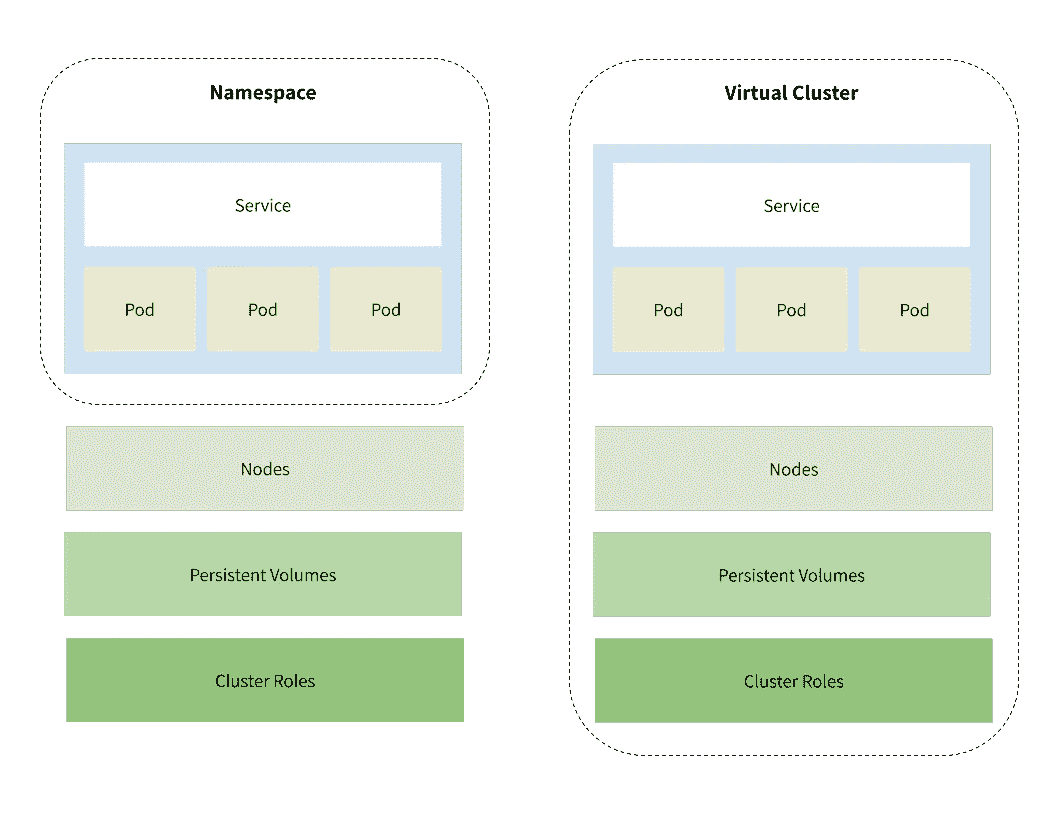 Namespace
Service
Pod Pod Pod
Nodes
Persistent Volumes
Cluster Roles
Virtual Cluster
Service
Pod Pod Pod
Nodes
Persistent Volumes
Cluster Roles